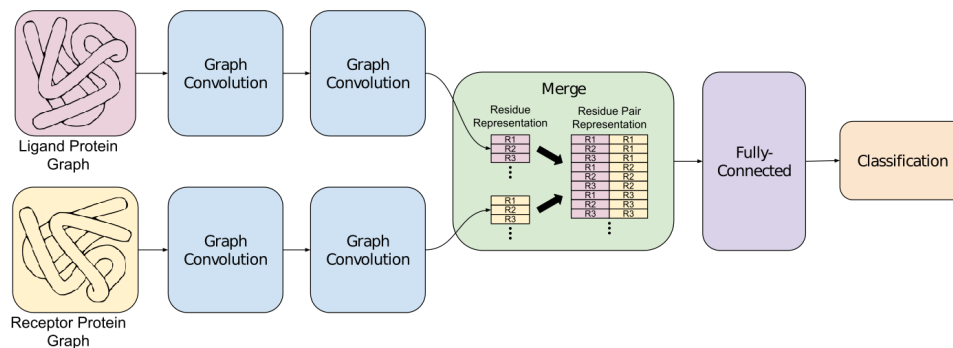 Ligand Protein
Graph
Graph
Convolution
Graph
Convolution
Receptor Protein
Graph
Graph
Convolution
Graph
Convolution
Merge
Residue
Representation
R1
R2
R3
R1
R2
R3
Residue Pair
Representation
R1 R1
R2 R1
R3 R1
R1 R2
R2 R2
R3 R2
R1 R3
R2 R3
R3 R3
Fully-
Connected
Classification